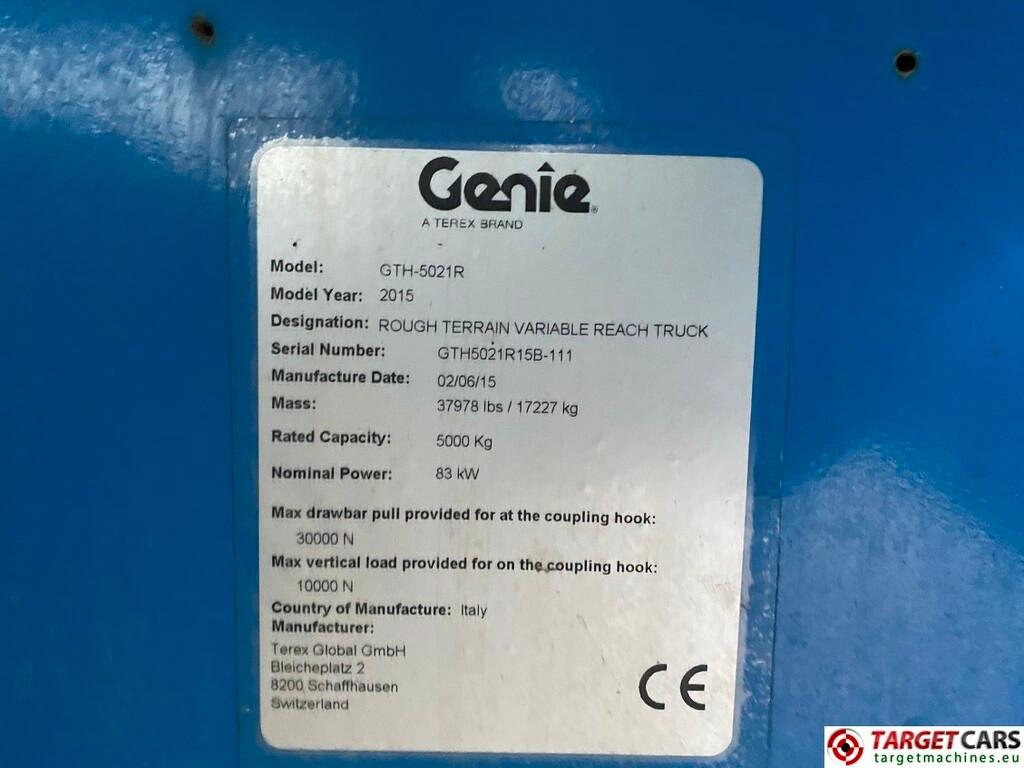 Genie®
A TEREX BRAND
Model: GTH-5021R
Model Year: 2015
Designation: ROUGH TERRAIN VARIABLE REACH TRUCK
Serial Number: GTH5021R15B-111
Manufacture Date: 02/06/15
Mass: 37978 lbs / 17227 kg
Rated Capacity: 5000 Kg
Nominal Power: 83 kW
Max drawbar pull provided for at the coupling hook:
30000 N
Max vertical load provided for on the coupling hook:
10000 N
Country of Manufacture: Italy
Manufacturer:
Terex Global GmbH
Bleicheplatz 2
8200 Schaffhausen
Switzerland
CE
TARGETCARS
targetmachines.eu